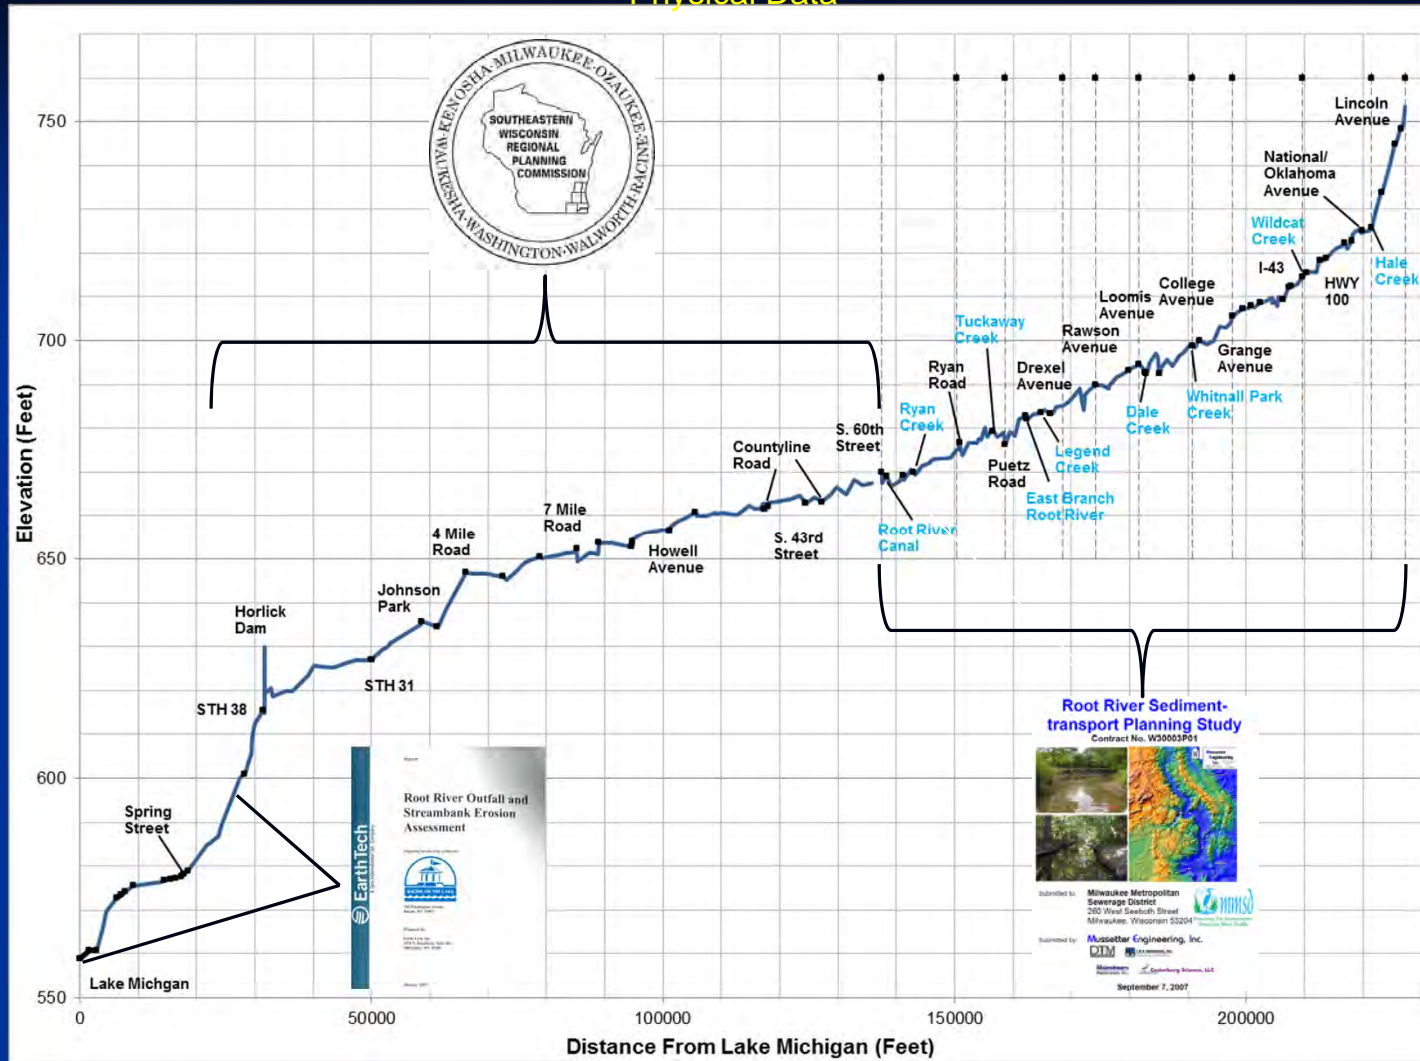 Physical Data
WAUKESHA·KENOSHA·MILWAUKEE·OZAUKEE·RACINE·WALWORTH·WASHINGTON·
SOUTHEASTERN
WISCONSIN
REGIONAL
PLANNING
COMMISSION
Elevation (Feet)
750
700
650
600
550
Lincoln
Avenue
National/
Oklahoma
Avenue
Wildcat
Creek
I-43
HWY
100
Hale
Creek
College
Avenue
Loomis
Avenue
Grange
Avenue
Rawson
Avenue
Whitnall Park
Creek
Dale
Creek
Tuckaway
Creek
Drexel
Avenue
Ryan
Road
Ryan
Creek
Legend
Creek
Puetz
Road
East Branch
Root River
S. 60th
Street
Root River
Canal
Countyline
Road
S. 43rd
Street
Howell
Avenue
7 Mile
Road
4 Mile
Road
Johnson
Park
STH 31
Horlick
Dam
STH 38
Spring
Street
Lake Michgan
EarthTech
Report
Root River Outfall and
Streambank Erosion
Assessment
Root River Sediment-
transport Planning Study
Contract No. W30003P01
Submitted to:
Milwaukee Metropolitan
Sewerage District
260 West Seeboth Street
Milwaukee, Wisconsin 53204
mmsd
Submitted by:
Mussetter Engineering, Inc.
DTM
September 7, 2007
0
50000
100000
150000
200000
Distance From Lake Michigan (Feet)